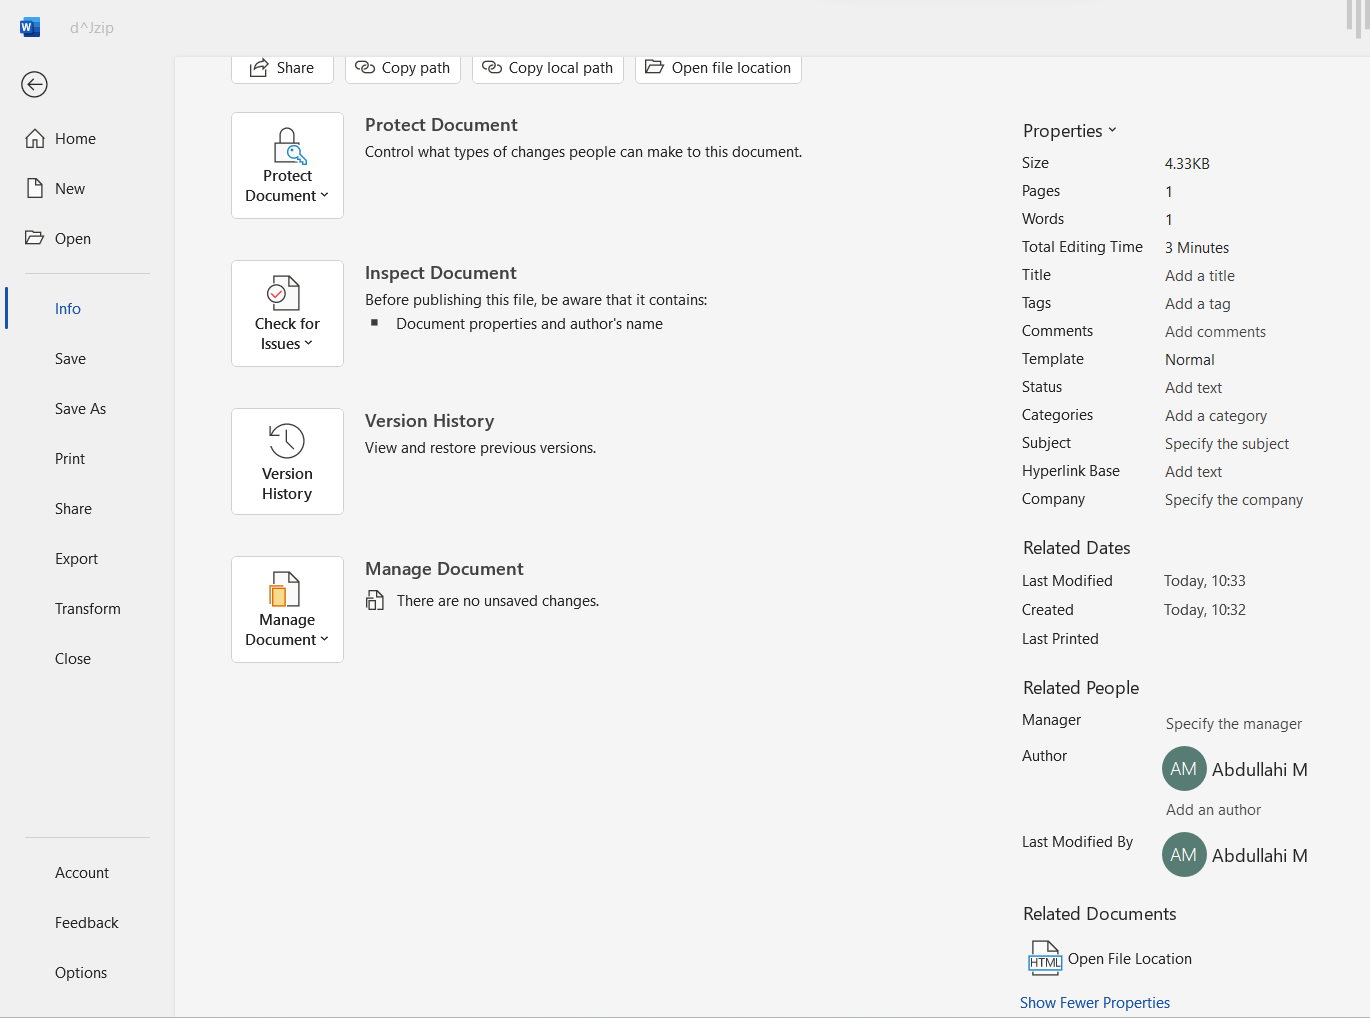 W d^Jzip
Home
New
Open
Info
Save
Save As
Print
Share
Export
Transform
Close
Account
Feedback
Options
Share Copy path Copy local path Open file location
Protect Document
Protect Document
Control what types of changes people can make to this document.
Check for Issues
Inspect Document
Before publishing this file, be aware that it contains:
Document properties and author's name
Version History
Version History
View and restore previous versions.
Manage Document
Manage Document
There are no unsaved changes.
Properties
Size 4.33KB
Pages 1
Words 1
Total Editing Time 3 Minutes
Title Add a title
Tags Add a tag
Comments Add comments
Template Normal
Status Add text
Categories Add a category
Subject Specify the subject
Hyperlink Base Add text
Company Specify the company
Related Dates
Last Modified Today, 10:33
Created Today, 10:32
Last Printed
Related People
Manager Specify the manager
Author AM Abdullahi M
Add an author
Last Modified By AM Abdullahi M
Related Documents
HTML Open File Location
Show Fewer Properties